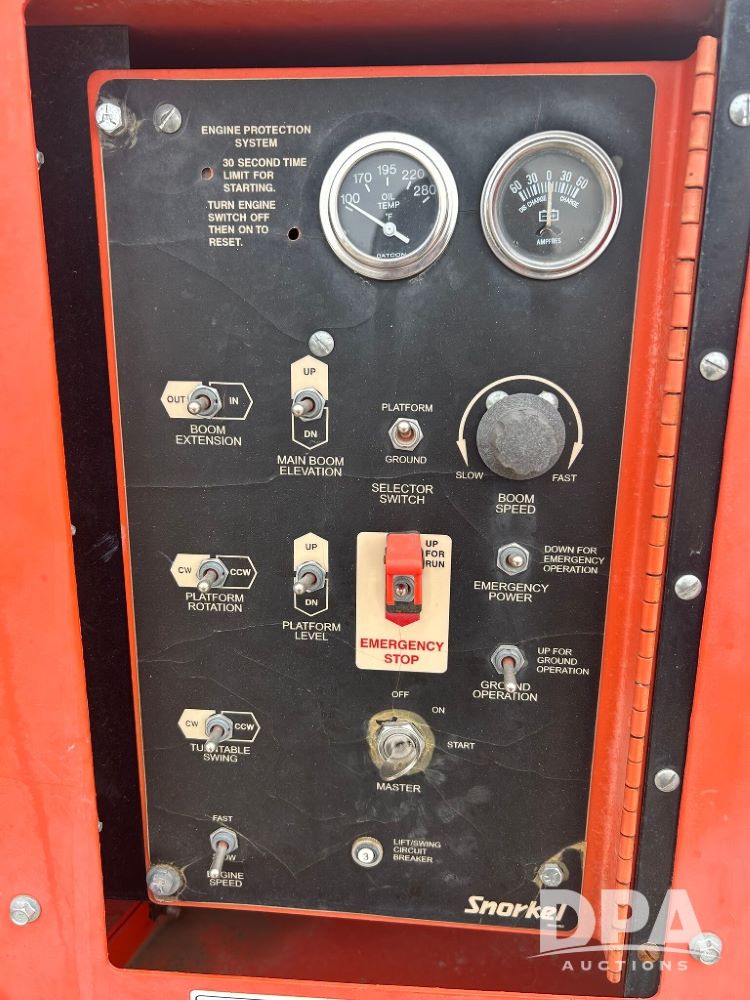 ENGINE PROTECTION
SYSTEM
30 SECOND TIME
LIMIT FOR
STARTING.
TURN ENGINE
SWITCH OFF
THEN ON TO
RESET.
100 170 195 220 280
OIL
TEMP
°F
DATCON
60 30 0 30 60
DISCHARGE CHARGE
AMPERES
OUT IN
BOOM
EXTENSION
UP
DN
MAIN BOOM
ELEVATION
PLATFORM
GROUND
SELECTOR
SWITCH
SLOW FAST
BOOM
SPEED
CW CCW
PLATFORM
ROTATION
UP
DN
PLATFORM
LEVEL
UP
FOR
RUN
EMERGENCY
STOP
DOWN FOR
EMERGENCY
OPERATION
EMERGENCY
POWER
UP FOR
GROUND
OPERATION
GROUND
OPERATION
CW CCW
TURNTABLE
SWING
OFF
ON
START
MASTER
FAST
SLOW
ENGINE
SPEED
3
LIFT/SWING
CIRCUIT
BREAKER
Snorkel
DPA
AUCTIONS